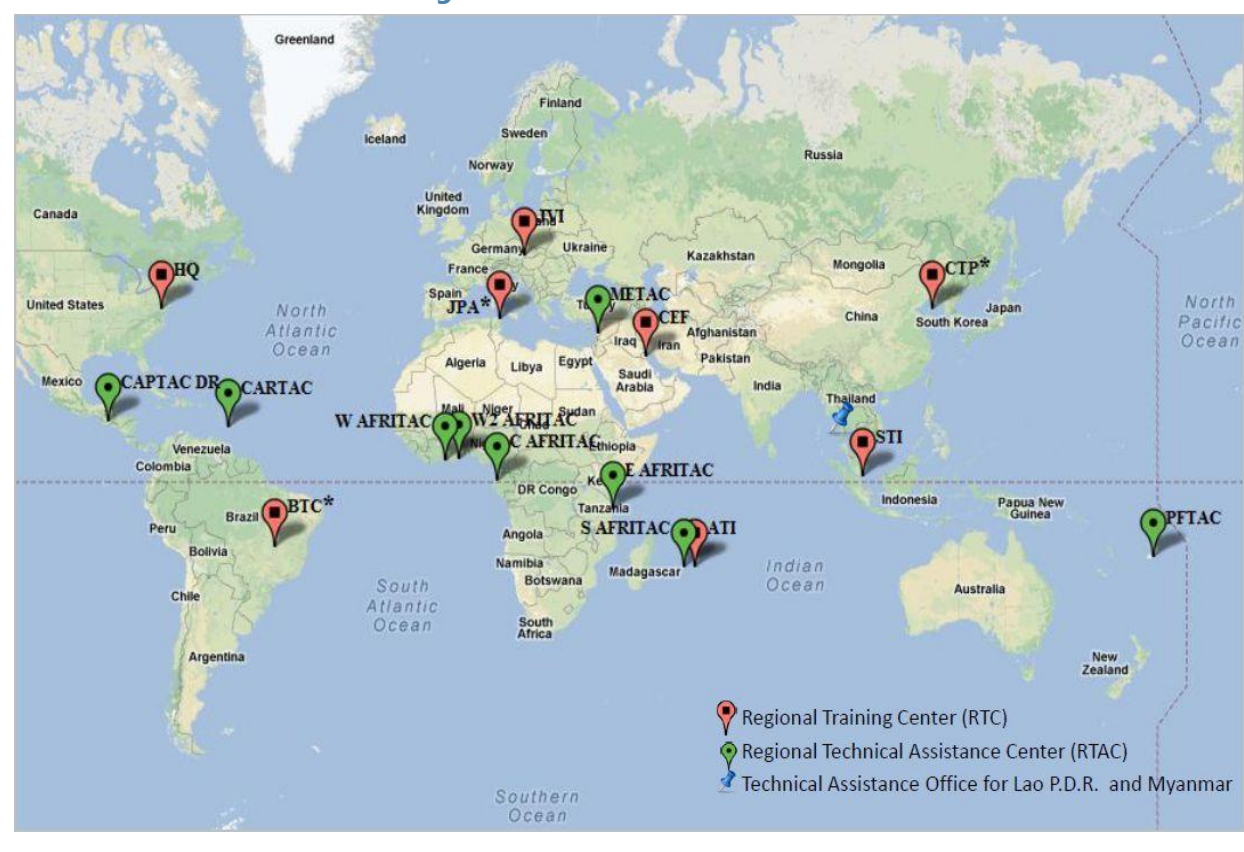 Greenland
Finland
Iceland
Sweden
Russia
Norway
United
Kingdom
Canada
JVI
Germany
Ukraine
Kazakhstan
Mongolia
HQ
CTP*
France
Spain
JPA*
METAC
CEF
United States
North
Atlantic
Ocean
Afghanistan
China
South Korea
Japan
North
Pacific
Ocean
Iraq
Iran
Pakistan
Algeria
Libya
Egypt
Saudi
Arabia
India
Mexico
CAPTAC DR
CARTAC
Thailand
Mali
Niger
Sudan
W AFRITAC
W2 AFRITAC
C AFRITAC
Ethiopia
STI
Venezuela
Colombia
E AFRITAC
DR Congo
Tanzania
Indonesia
Papua New
Guinea
BTC*
Brazil
Peru
Bolivia
Angola
S AFRITAC
ATI
PFTAC
Namibia
Botswana
Madagascar
Indian
Ocean
Australia
South
Atlantic
Ocean
Chile
South
Africa
Argentina
New
Zealand
Regional Training Center (RTC)
Regional Technical Assistance Center (RTAC)
Technical Assistance Office for Lao P.D.R. and Myanmar
Southern
Ocean